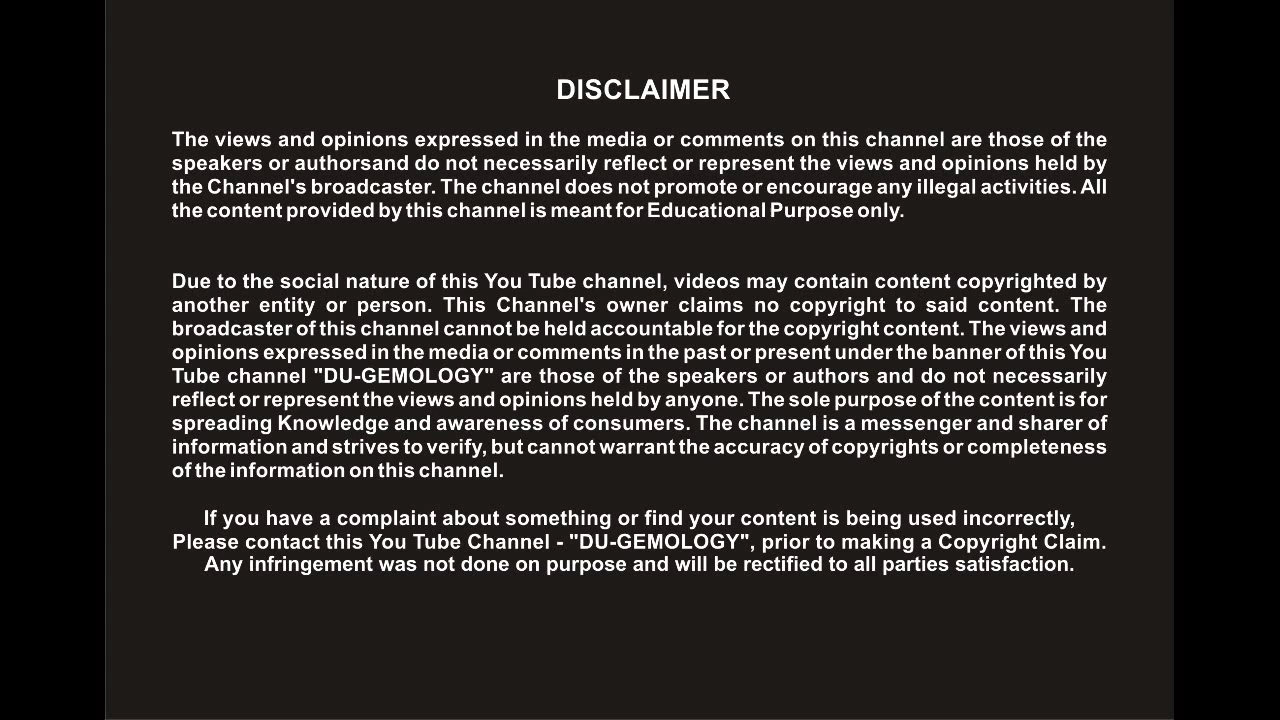 DISCLAIMER
The views and opinions expressed in the media or comments on this channel are those of the
speakers or authorsand do not necessarily reflect or represent the views and opinions held by
the Channel's broadcaster. The channel does not promote or encourage any illegal activities. All
the content provided by this channel is meant for Educational Purpose only.
Due to the social nature of this You Tube channel, videos may contain content copyrighted by
another entity or person. This Channel's owner claims no copyright to said content. The
broadcaster of this channel cannot be held accountable for the copyright content. The views and
opinions expressed in the media or comments in the past or present under the banner of this You
Tube channel "DU-GEMOLOGY" are those of the speakers or authors and do not necessarily
reflect or represent the views and opinions held by anyone. The sole purpose of the content is for
spreading Knowledge and awareness of consumers. The channel is a messenger and sharer of
information and strives to verify, but cannot warrant the accuracy of copyrights or completeness
of the information on this channel.
If you have a complaint about something or find your content is being used incorrectly,
Please contact this You Tube Channel - "DU-GEMOLOGY", prior to making a Copyright Claim.
Any infringement was not done on purpose and will be rectified to all parties satisfaction.